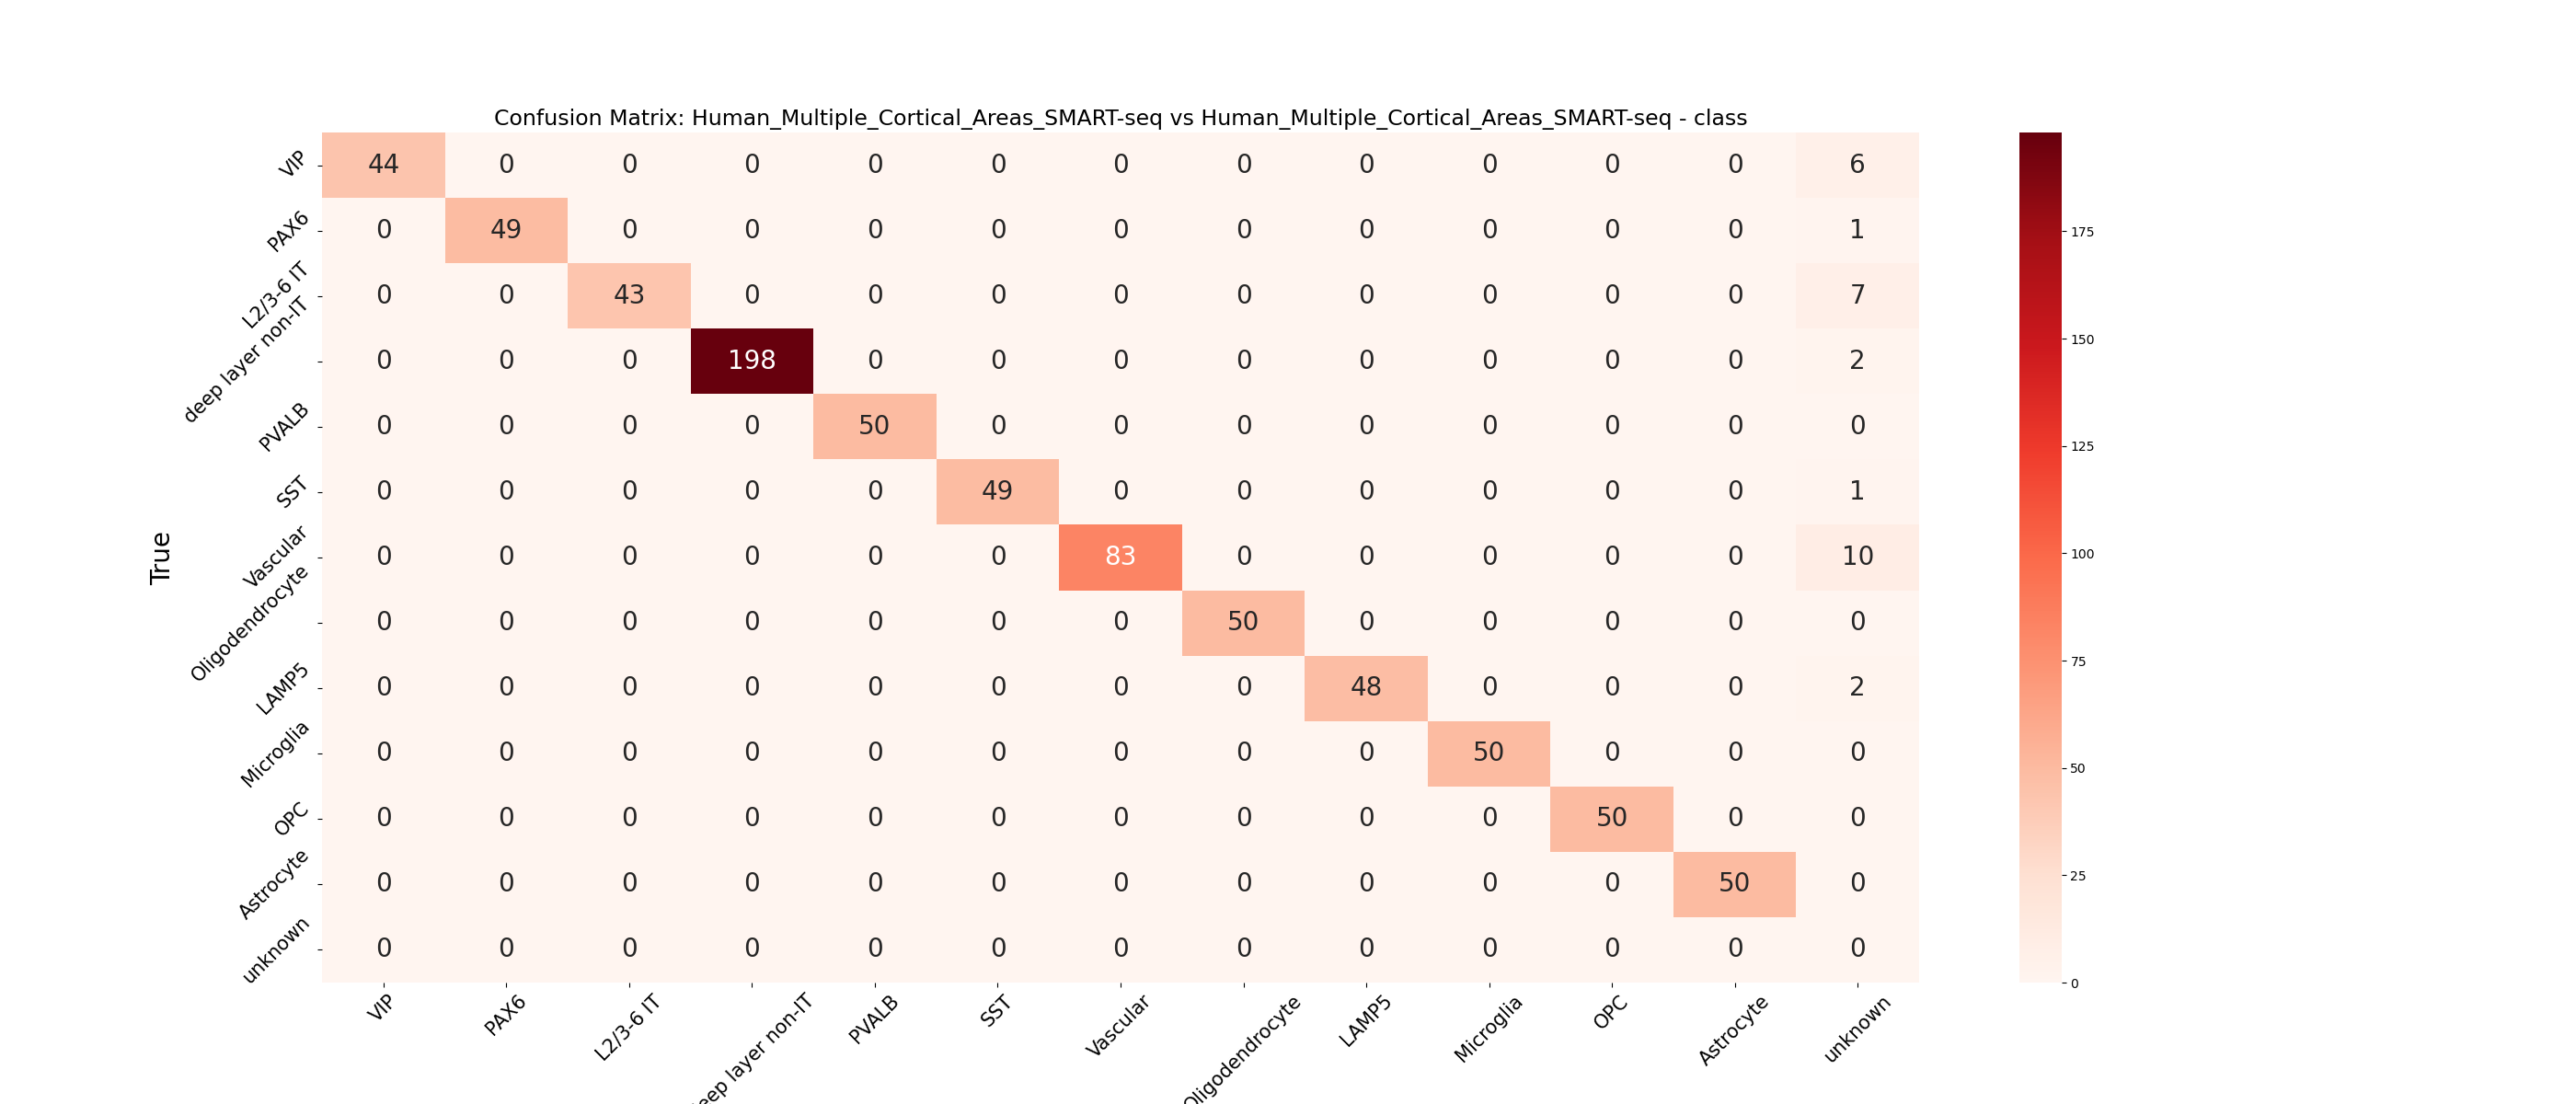 Confusion Matrix: Human_Multiple_Cortical_Areas_SMART-seq vs Human_Multiple_Cortical_Areas_SMART-seq - class
True
VIP 44 0 0 0 0 0 0 0 0 0 0 0 6
PAX6 0 49 0 0 0 0 0 0 0 0 0 0 1
L2/3-6 IT 0 0 43 0 0 0 0 0 0 0 0 0 7
deep layer non-IT 0 0 0 198 0 0 0 0 0 0 0 0 2
PVALB 0 0 0 0 50 0 0 0 0 0 0 0 0
SST 0 0 0 0 0 49 0 0 0 0 0 0 1
Vascular 0 0 0 0 0 0 83 0 0 0 0 0 10
Oligodendrocyte 0 0 0 0 0 0 0 50 0 0 0 0 0
LAMP5 0 0 0 0 0 0 0 0 48 0 0 0 2
Microglia 0 0 0 0 0 0 0 0 0 50 0 0 0
OPC 0 0 0 0 0 0 0 0 0 0 50 0 0
Astrocyte 0 0 0 0 0 0 0 0 0 0 0 50 0
unknown 0 0 0 0 0 0 0 0 0 0 0 0 0
VIP PAX6 L2/3-6 IT eep layer non-IT PVALB SST Vascular Oligodendrocyte LAMP5 Microglia OPC Astrocyte unknown
175
150
125
100
75
50
25
0